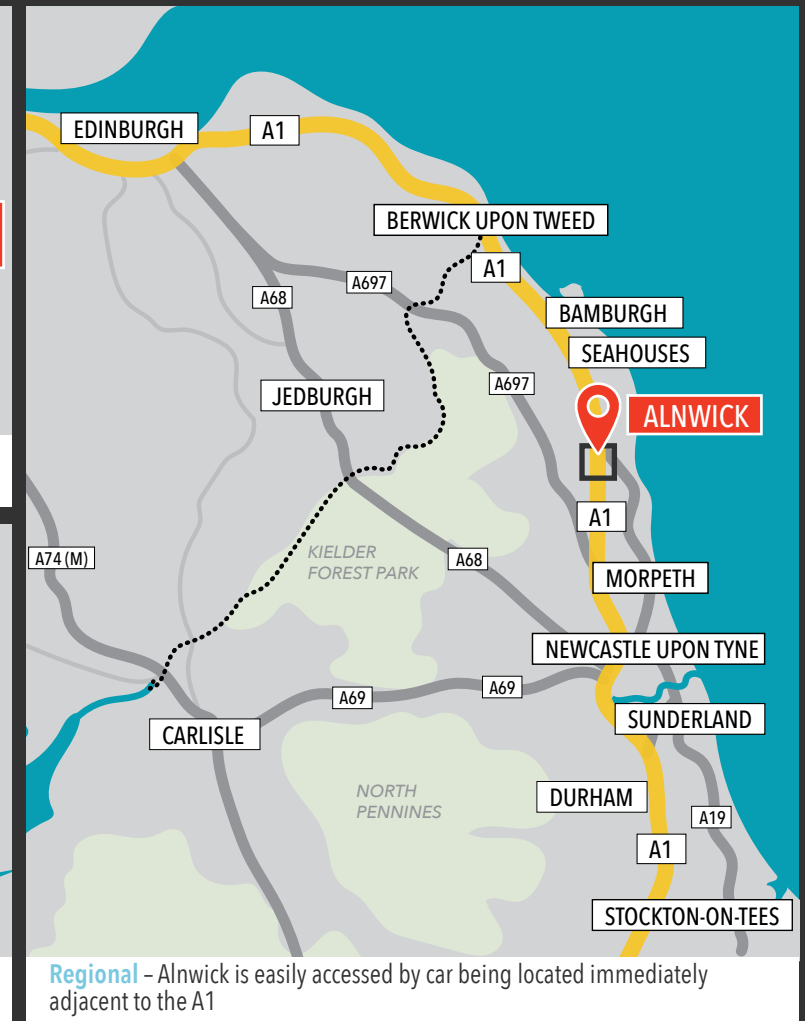 EDINBURGH
A1
BERWICK UPON TWEED
A1
A697
A68
BAMBURGH
SEAHOUSES
A697
JEDBURGH
ALNWICK
A1
A74 (M)
KIELDER
FOREST PARK
A68
MORPETH
NEWCASTLE UPON TYNE
A69
A69
SUNDERLAND
CARLISLE
NORTH
PENNINES
DURHAM
A19
A1
STOCKTON-ON-TEES
Regional – Alnwick is easily accessed by car being located immediately
adjacent to the A1